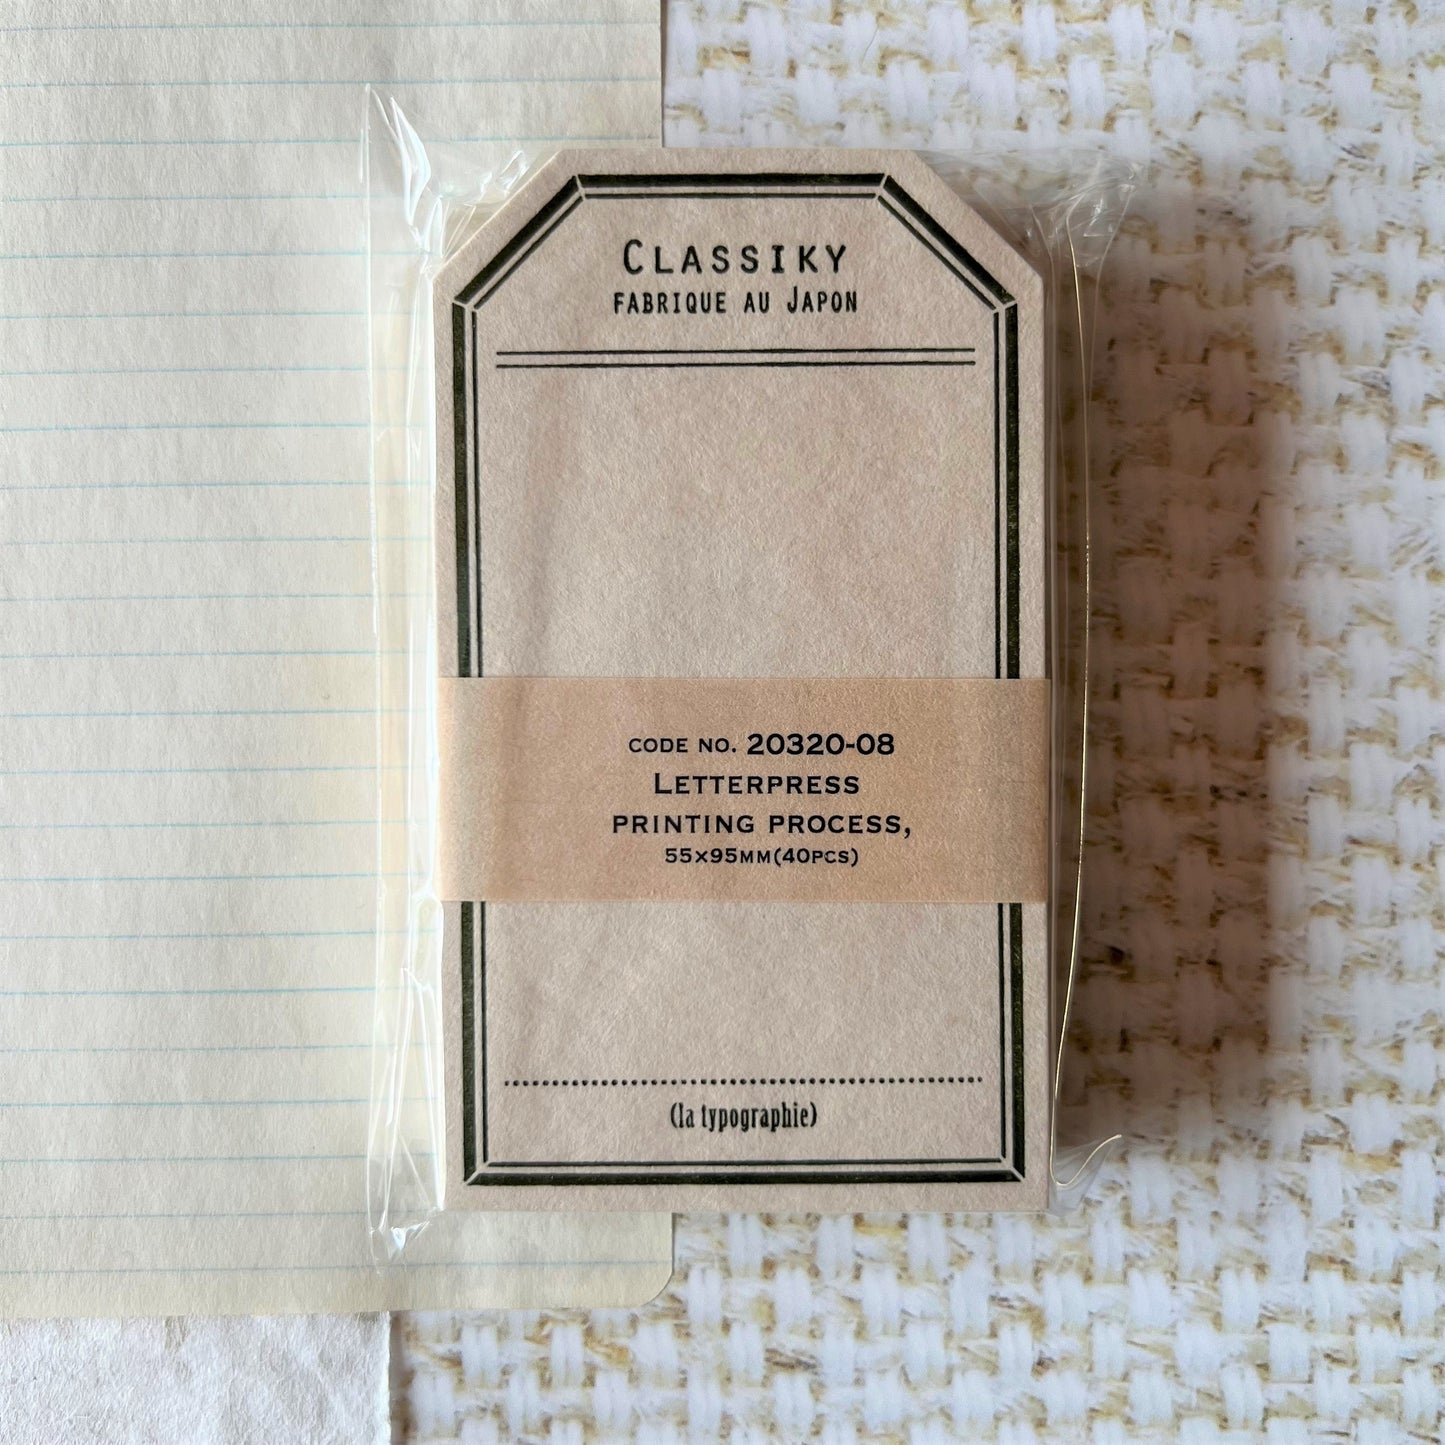 CLASSIKY
FABRIQUE AU JAPON
CODE NO. 20320-08
LETTERPRESS
PRINTING PROCESS,
55×95MM(40PCS)
(la typographie)